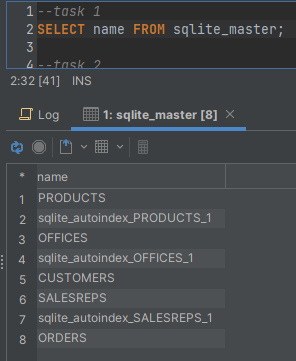 1 --task 1
2 SELECT name FROM sqlite_master;
3
4 --task 2
2:32 [41] INS
Log 1: sqlite_master [8] ×
* name
1 PRODUCTS
2 sqlite_autoindex_PRODUCTS_1
3 OFFICES
4 sqlite_autoindex_OFFICES_1
5 CUSTOMERS
6 SALESREPS
7 sqlite_autoindex_SALESREPS_1
8 ORDERS